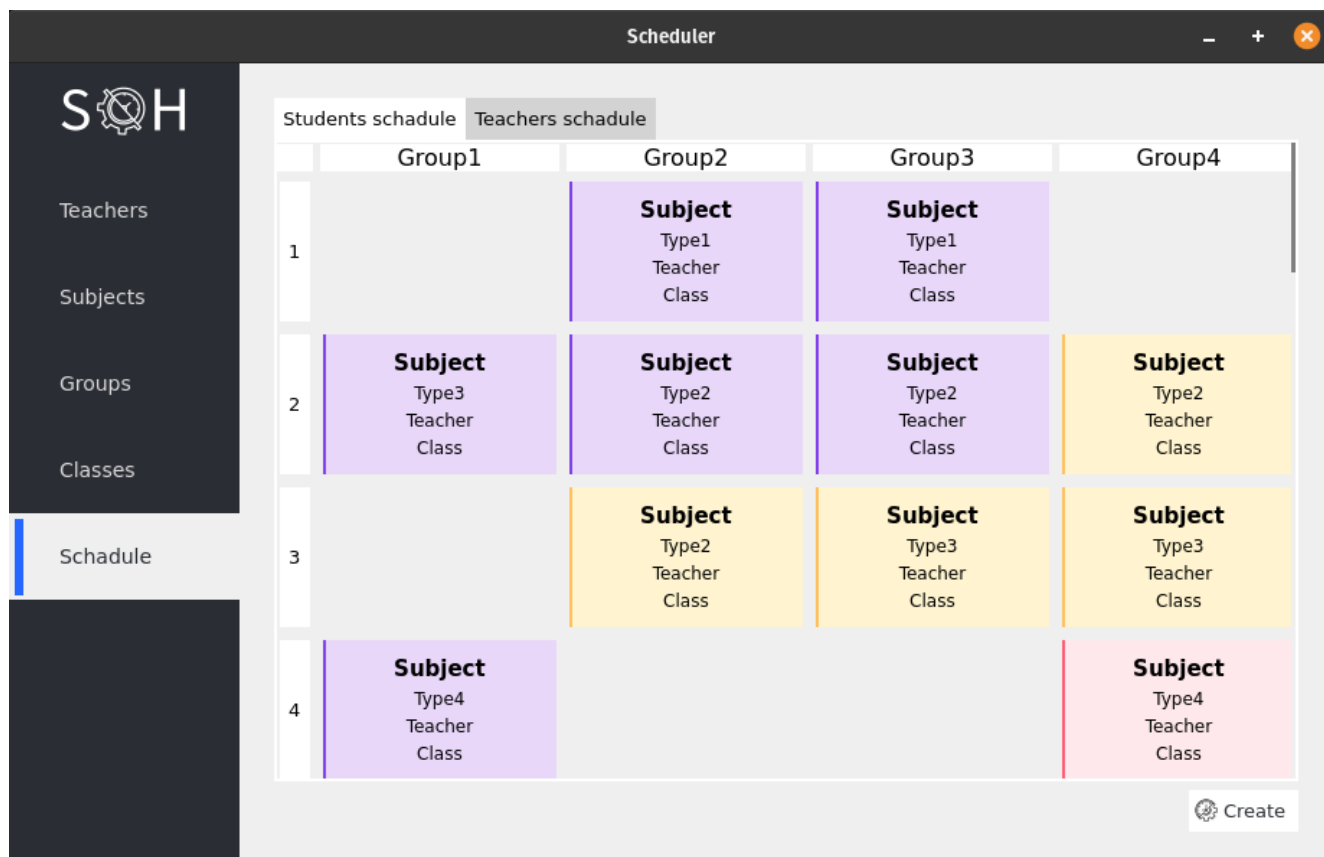 Scheduler
S H
Teachers
Subjects
Groups
Classes
Schadule
Students schadule Teachers schadule
Group1 Group2 Group3 Group4
1
Subject Subject
Type1 Type1
Teacher Teacher
Class Class
2
Subject Subject Subject Subject
Type3 Type2 Type2 Type2
Teacher Teacher Teacher Teacher
Class Class Class Class
3
Subject Subject Subject
Type2 Type3 Type3
Teacher Teacher Teacher
Class Class Class
4
Subject Subject
Type4 Type4
Teacher Teacher
Class Class
Create